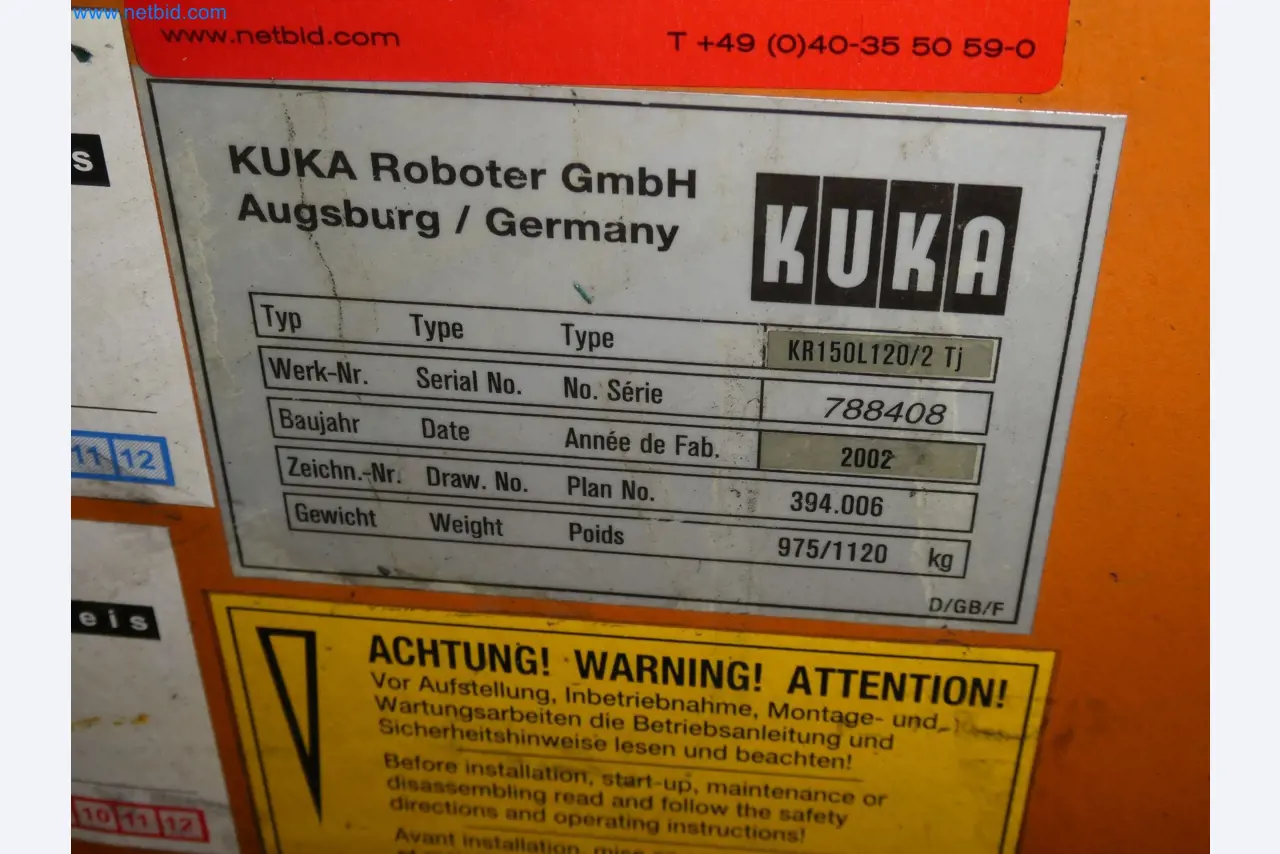 www.netbid.com
www.netbid.com T +49 (0)40-35 50 59-0
s
11 12
KUKA Roboter GmbH
Augsburg / Germany
KUKA
Typ Type Type KR150L120/2 Tj
Werk-Nr. Serial No. No. Série 788408
Baujahr Date Année de Fab. 2002
Zeichn.-Nr. Draw. No. Plan No. 394.006
Gewicht Weight Poids 975/1120 kg
D/GB/F
eis
10 11 12
ACHTUNG! WARNING! ATTENTION!
Vor Aufstellung, Inbetriebnahme, Montage- und
Wartungsarbeiten die Betriebsanleitung und
Sicherheitshinweise lesen und beachten!
Before installation, start-up, maintenance or
disassembling read and follow the safety
directions and operating instructions!
Avant installation,